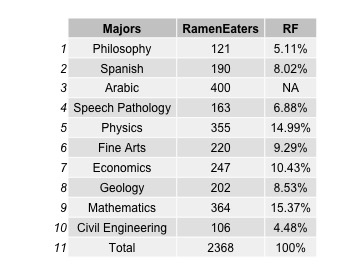 Majors RamenEaters RF
1 Philosophy 121 5.11%
2 Spanish 190 8.02%
3 Arabic 400 NA
4 Speech Pathology 163 6.88%
5 Physics 355 14.99%
6 Fine Arts 220 9.29%
7 Economics 247 10.43%
8 Geology 202 8.53%
9 Mathematics 364 15.37%
10 Civil Engineering 106 4.48%
11 Total 2368 100%